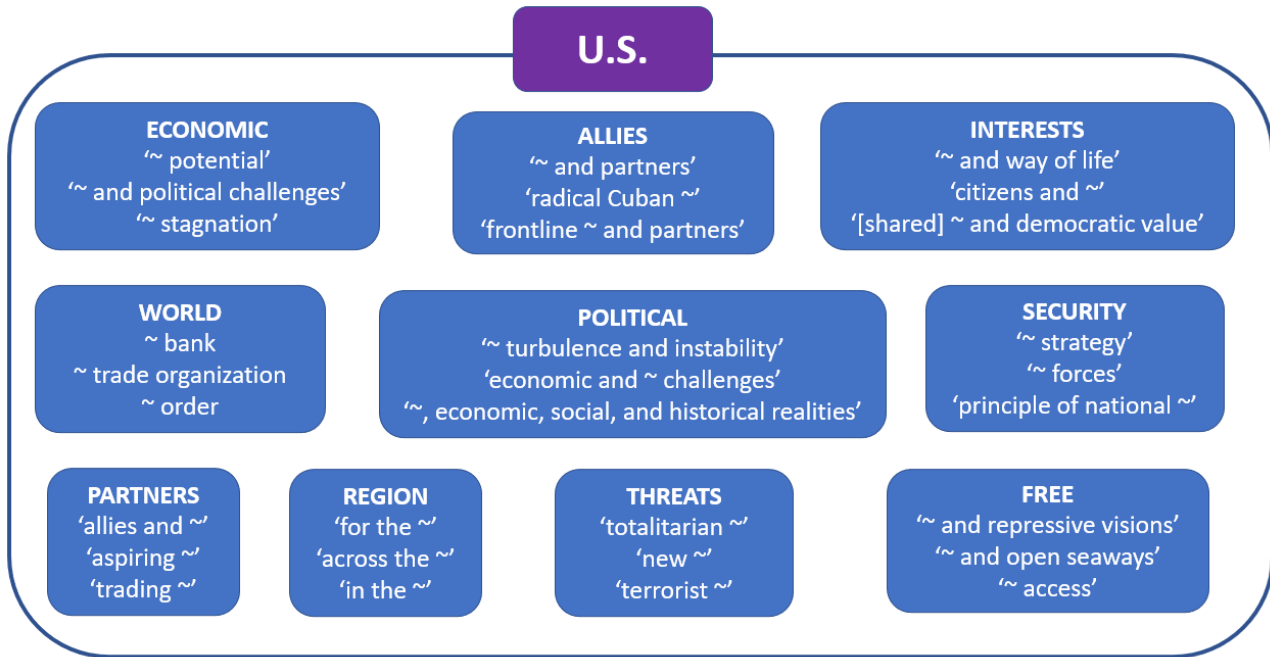 U.S.
ECONOMIC
‘~ potential’
‘~ and political challenges’
‘~ stagnation’
ALLIES
‘~ and partners’
‘radical Cuban ~’
‘frontline ~ and partners’
INTERESTS
‘~ and way of life’
‘citizens and ~’
‘[shared] ~ and democratic value’
WORLD
~ bank
~ trade organization
~ order
POLITICAL
‘~ turbulence and instability’
‘economic and ~ challenges’
‘~, economic, social, and historical realities’
SECURITY
‘~ strategy’
‘~ forces’
‘principle of national ~’
PARTNERS
‘allies and ~’
‘aspiring ~’
‘trading ~’
REGION
‘for the ~’
‘across the ~’
‘in the ~’
THREATS
‘totalitarian ~’
‘new ~’
‘terrorist ~’
FREE
‘~ and repressive visions’
‘~ and open seaways’
‘~ access’